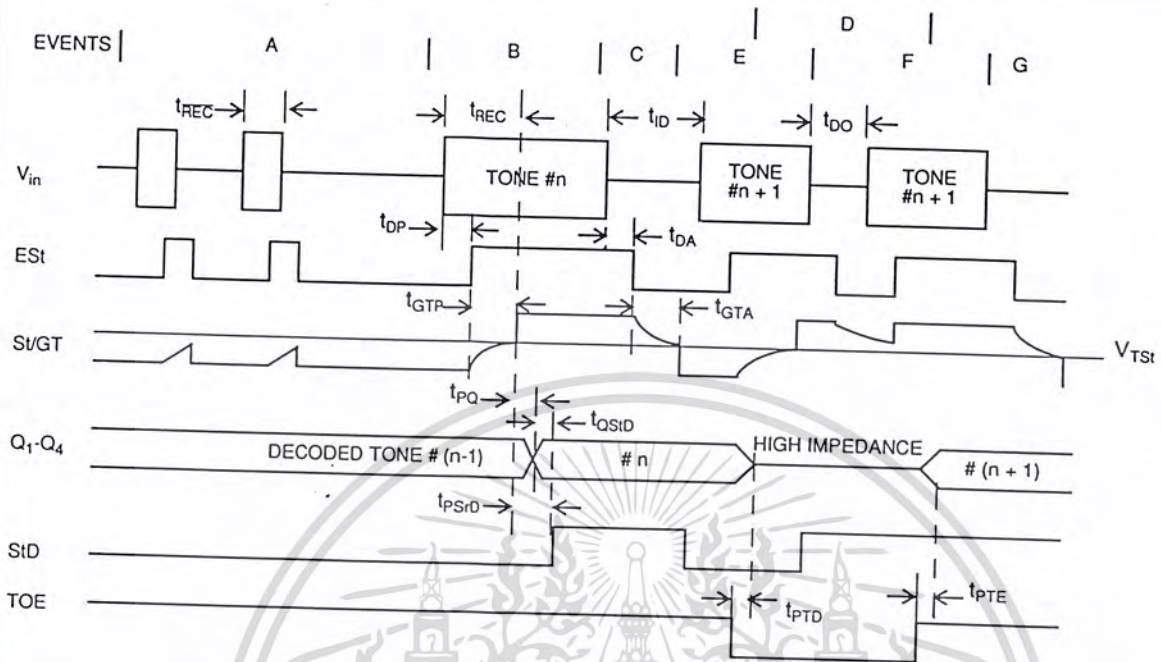 EVENTS A B C E D F G
tREC tREC tID tDO
Vin TONE #n TONE #n + 1 TONE #n + 1
tDP tDA
ESt
tGTP tGTA
St/GT VTSt
tPQ tQStD
Q1-Q4 DECODED TONE # (n-1) # n HIGH IMPEDANCE # (n + 1)
tPSrD
StD
TOE tPTD tPTE